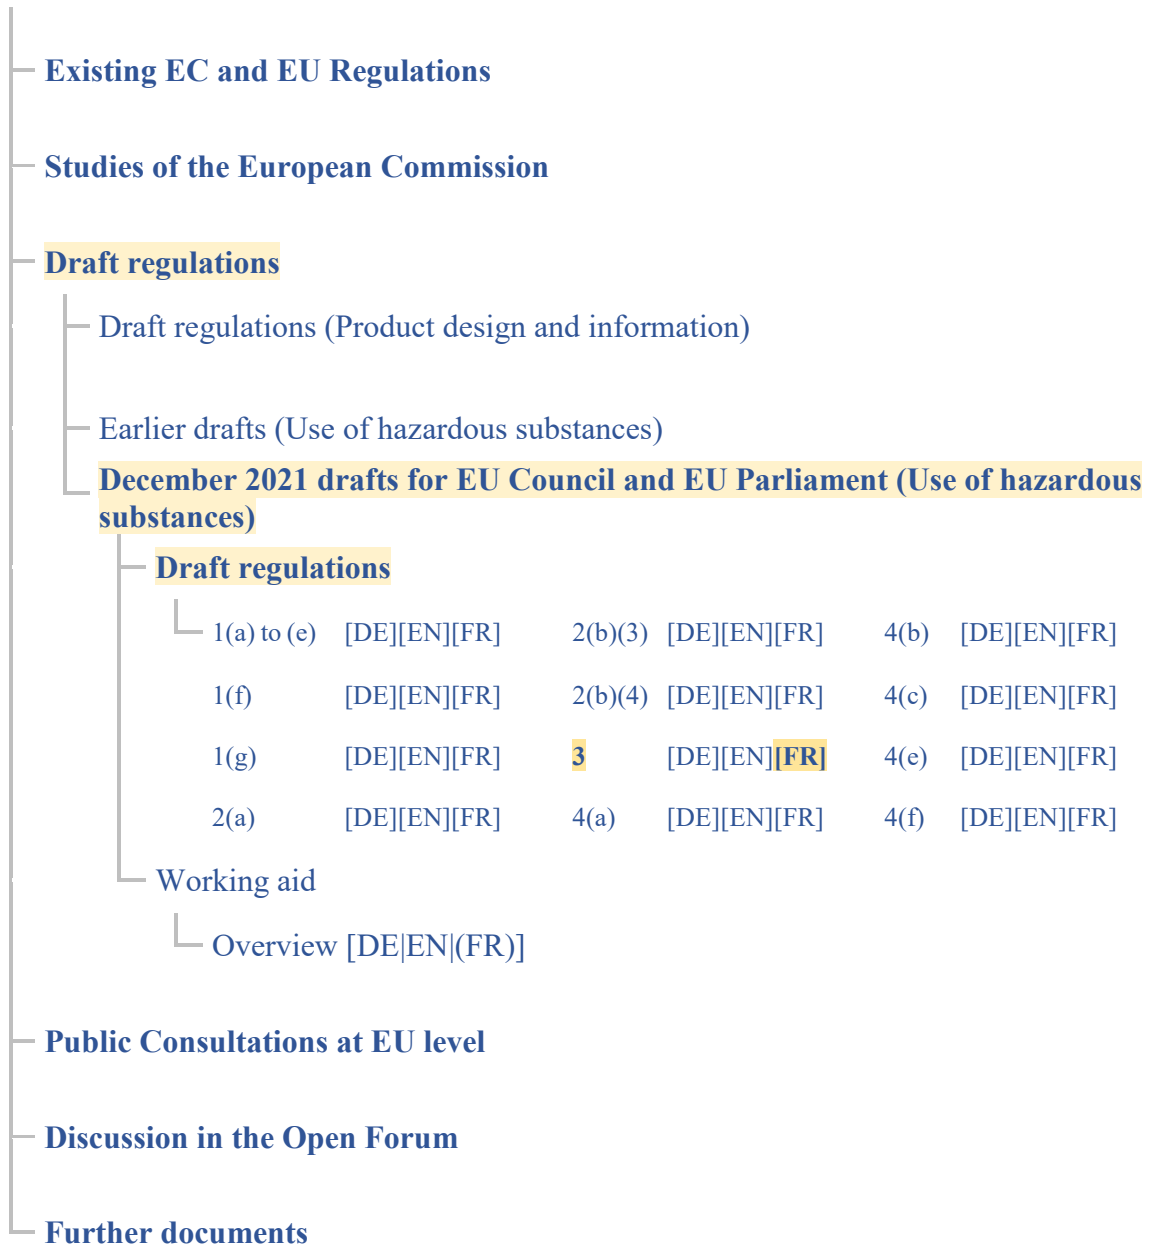 Existing EC and EU Regulations
Studies of the European Commission
Draft regulations
Draft regulations (Product design and information)
Earlier drafts (Use of hazardous substances)
December 2021 drafts for EU Council and EU Parliament (Use of hazardous
substances)
Draft regulations
1(a) to (e) [DE][EN][FR] 2(b)(3) [DE][EN][FR] 4(b) [DE][EN][FR]
1(f) [DE][EN][FR] 2(b)(4) [DE][EN][FR] 4(c) [DE][EN][FR]
1(g) [DE][EN][FR] 3 [DE][EN][FR] 4(e) [DE][EN][FR]
2(a) [DE][EN][FR] 4(a) [DE][EN][FR] 4(f) [DE][EN][FR]
Working aid
Overview [DE|EN|(FR)]
Public Consultations at EU level
Discussion in the Open Forum
Further documents